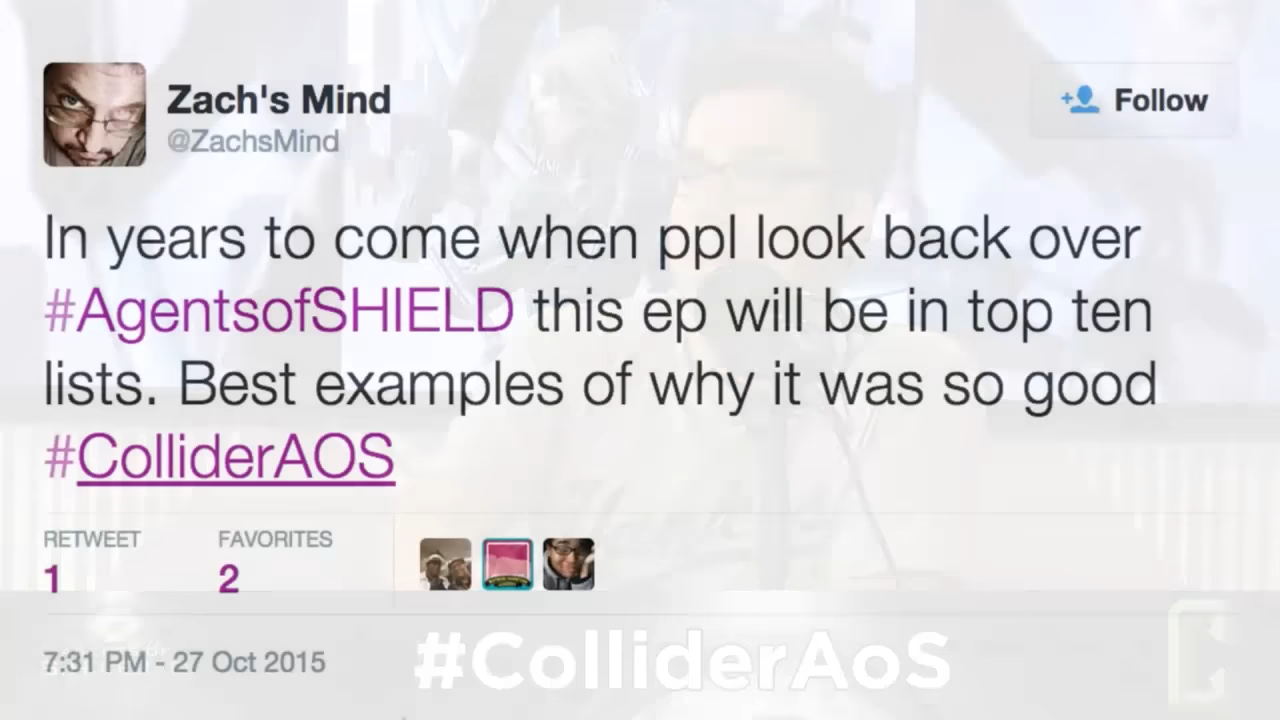 Zach's Mind
@ZachsMind
Follow
In years to come when ppl look back over
#AgentsofSHIELD this ep will be in top ten
lists. Best examples of why it was so good
#ColliderAOS
RETWEET
FAVORITES
1
2
7:31 PM - 27 Oct 2015
#ColliderAoS